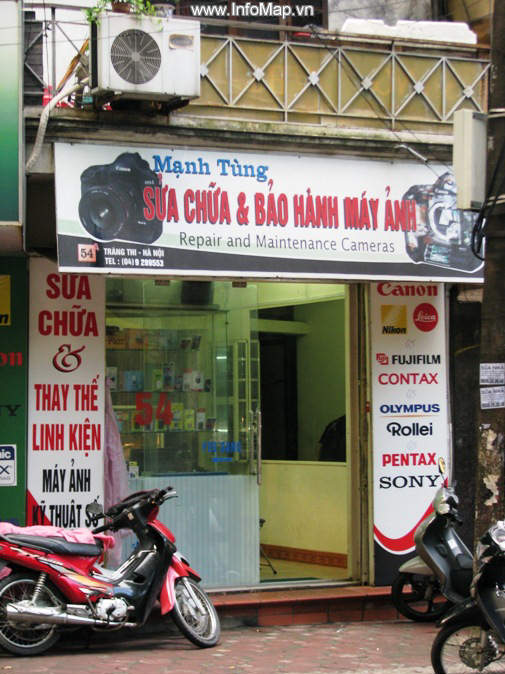 www.InfoMap.vn
Mạnh Tùng
SỬA CHỮA & BẢO HÀNH MÁY ẢNH
Repair and Maintenance Cameras
54 TRÀNG THI - HÀ NỘI
TEL : (04) 9 289553
Canon
SỬA
CHỮA
&
THAY THẾ
LINH KIỆN
MÁY ẢNH
KỸ THUẬT SỐ
54
Canon
Nikon
Leica
FUJIFILM
CONTAX
OLYMPUS
Rollei
PENTAX
SONY